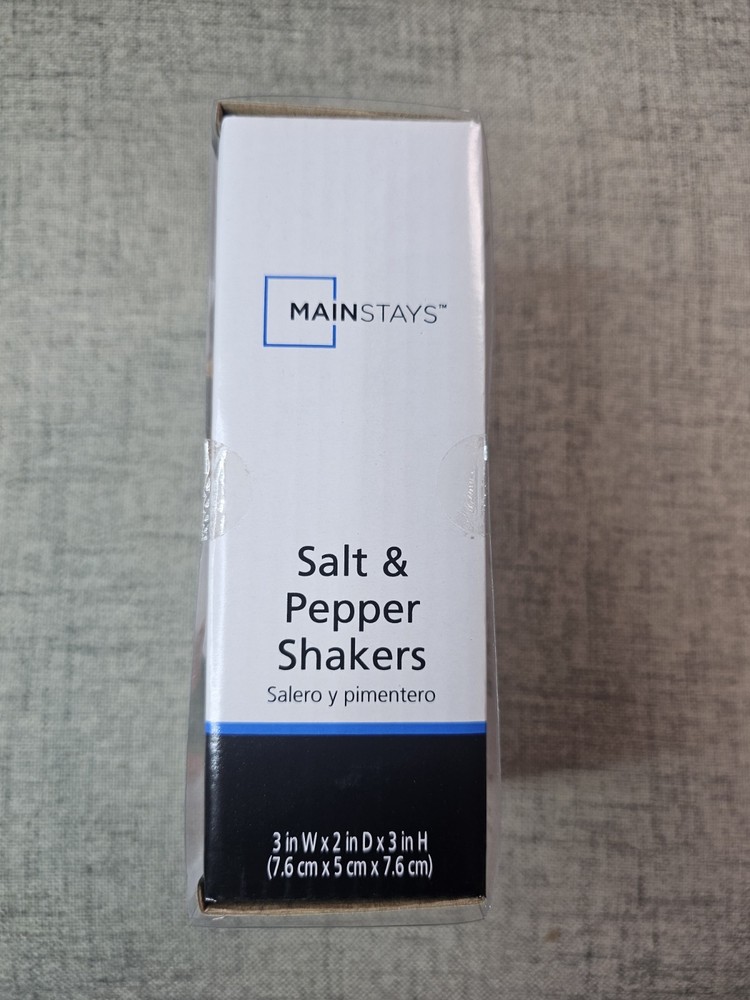 MAINSTAYS™
Salt &
Pepper
Shakers
Salero y pimentero
3 in W x 2 in D x 3 in H
(7.6 cm x 5 cm x 7.6 cm)